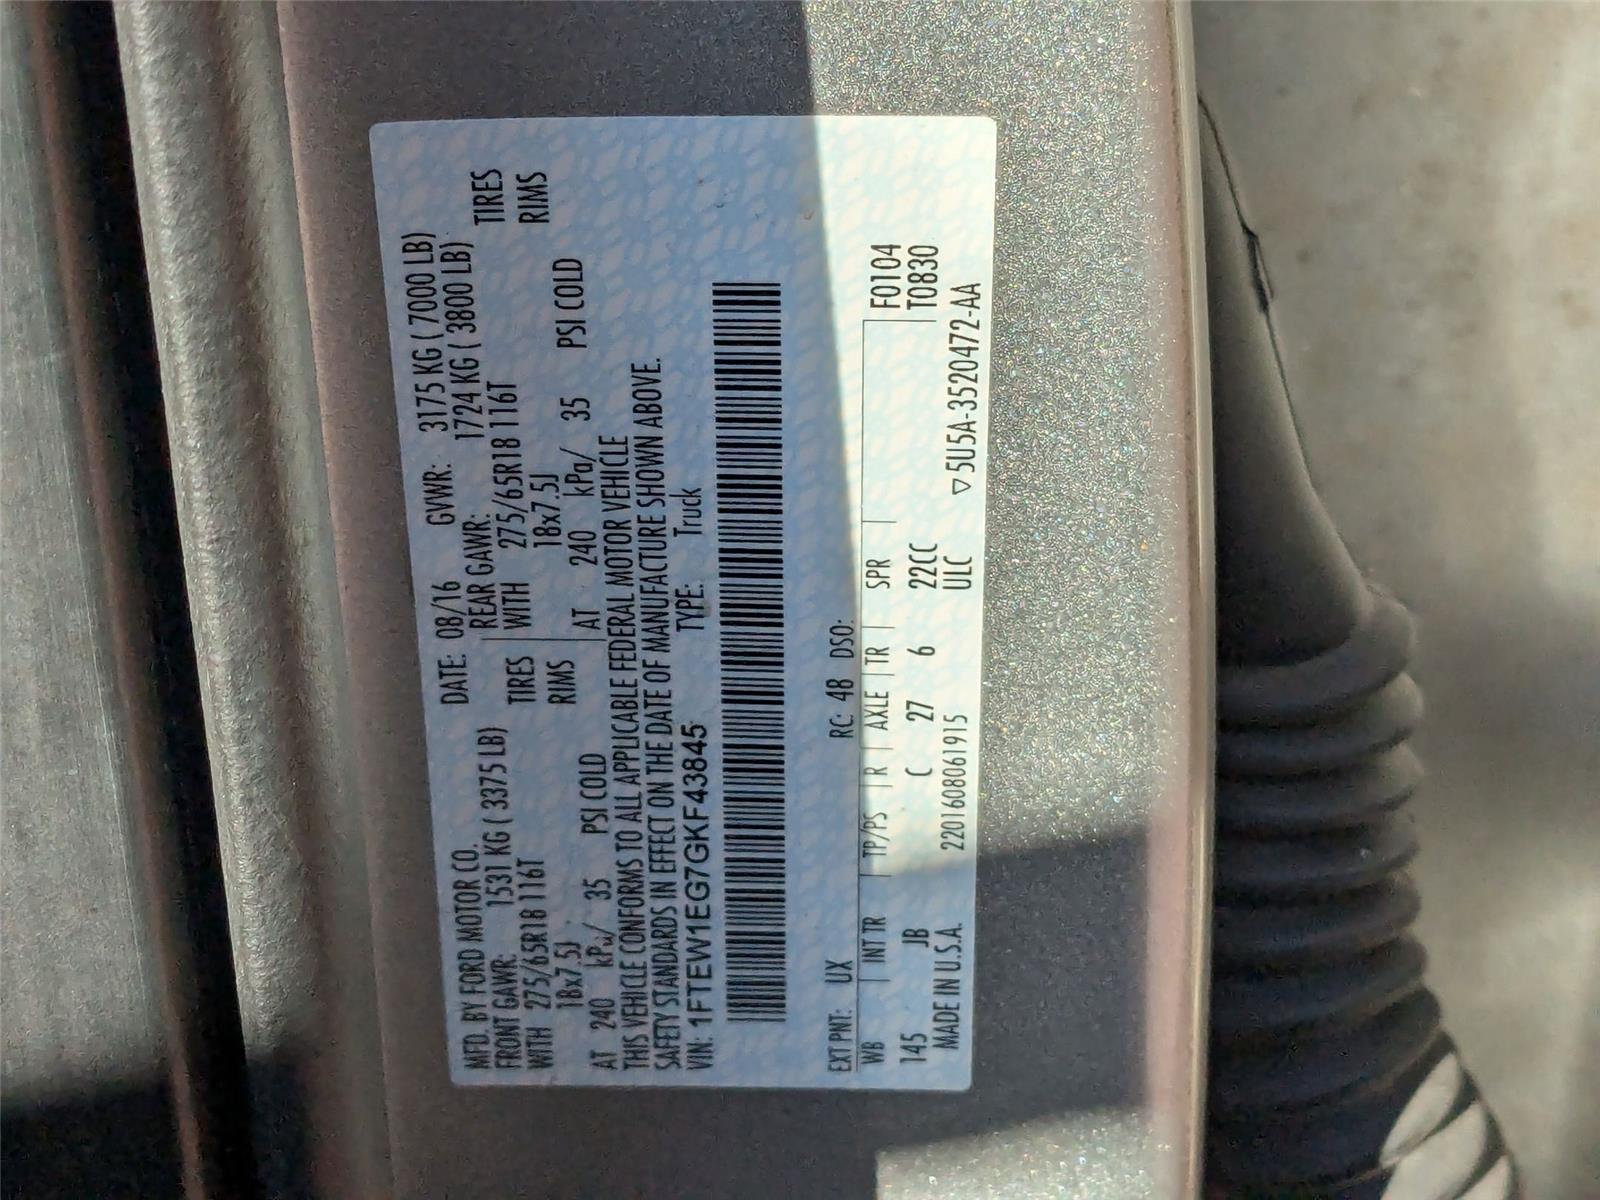 MFD. BY FORD MOTOR CO. DATE: 08/16 GVWR: 3175 KG ( 7000 LB)
FRONT GAWR: 1531 KG ( 3375 LB) REAR GAWR: 1724 KG ( 3800 LB)
WITH 275/65R18 116T TIRES WITH 275/65R18 116T TIRES
18x7.5J RIMS 18x7.5J RIMS
AT 240 kPa/ 35 PSI COLD AT 240 kPa/ 35 PSI COLD
THIS VEHICLE CONFORMS TO ALL APPLICABLE FEDERAL MOTOR VEHICLE
SAFETY STANDARDS IN EFFECT ON THE DATE OF MANUFACTURE SHOWN ABOVE.
VIN: 1FTEW1EG7GKF43845 TYPE: Truck
EXT PNT: UX RC: 48 DSO: F0104
WB INT TR TP/PS R AXLE TR SPR T0830
145 JB C 27 6 22CC
MADE IN U.S.A. 2201608061915 ULC ▽5U5A-3520472-AA